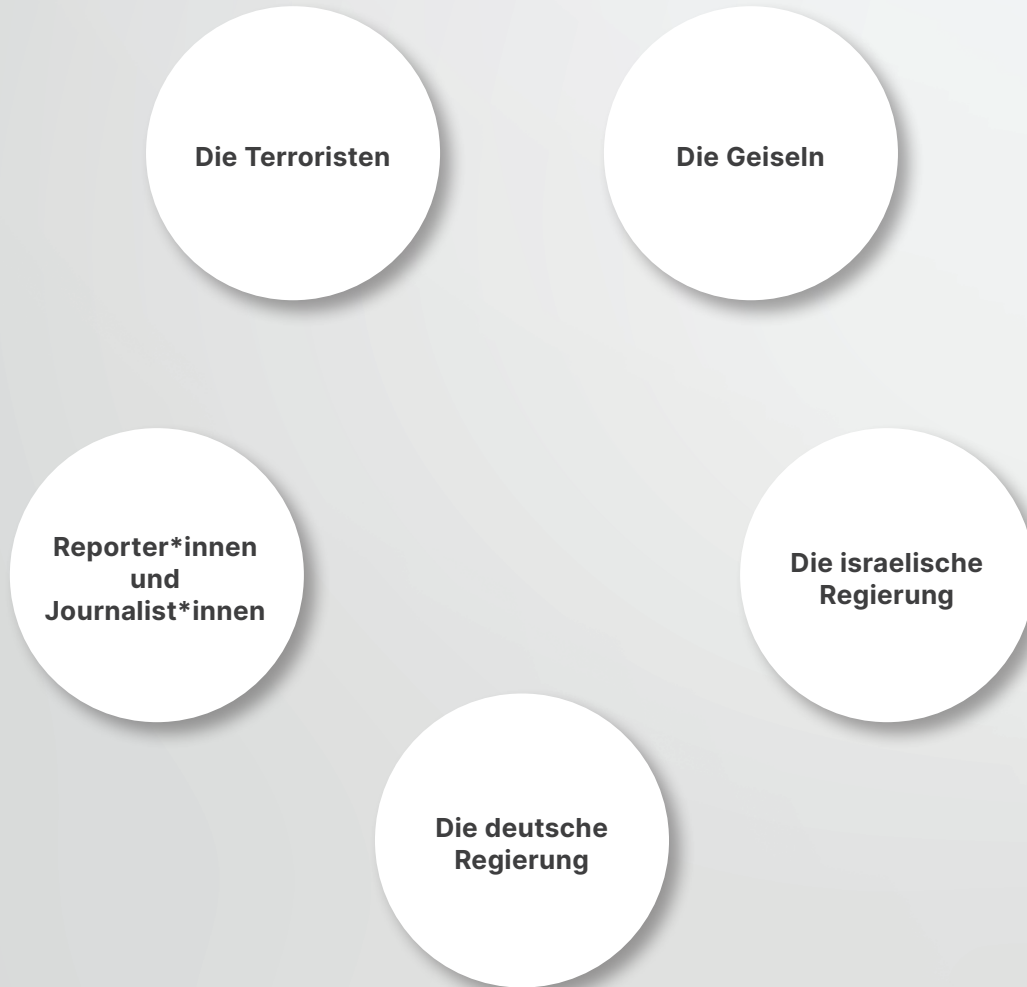 Die Terroristen
Die Geiseln
Reporter*innen
und
Journalist*innen
Die israelische
Regierung
Die deutsche
Regierung